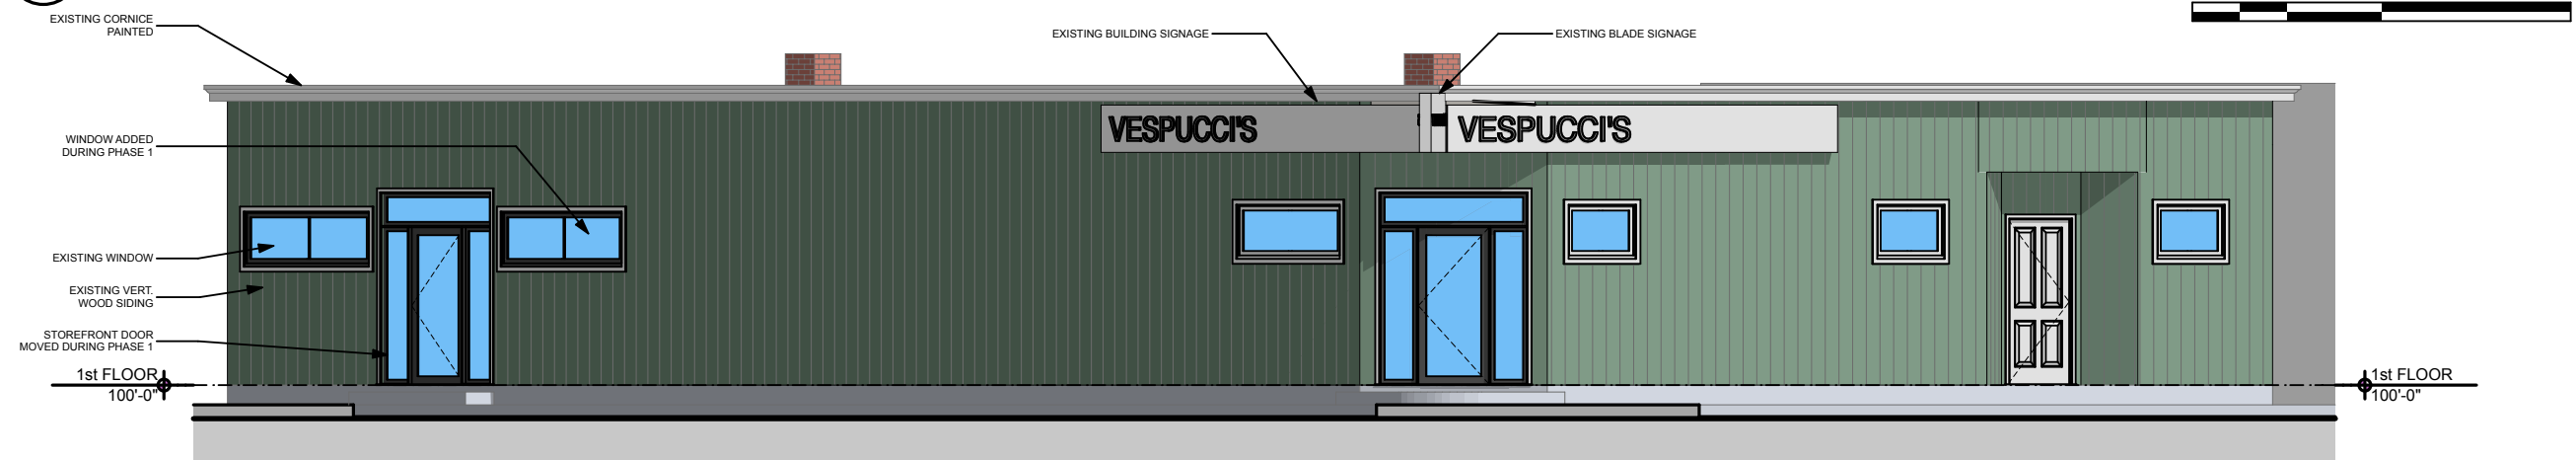 EXISTING CORNICE
PAINTED
EXISTING BUILDING SIGNAGE
EXISTING BLADE SIGNAGE
VESPUCCI'S
VESPUCCI'S
WINDOW ADDED
DURING PHASE 1
EXISTING WINDOW
EXISTING VERT.
WOOD SIDING
STOREFRONT DOOR
MOVED DURING PHASE 1
1st FLOOR
100'-0"
1st FLOOR
100'-0"